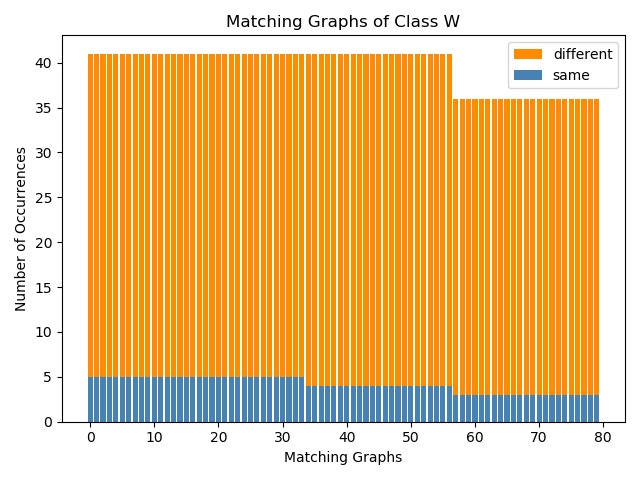 Matching Graphs of Class W
different
same
Number of Occurrences
40
35
30
25
20
15
10
5
0
0 10 20 30 40 50 60 70 80
Matching Graphs